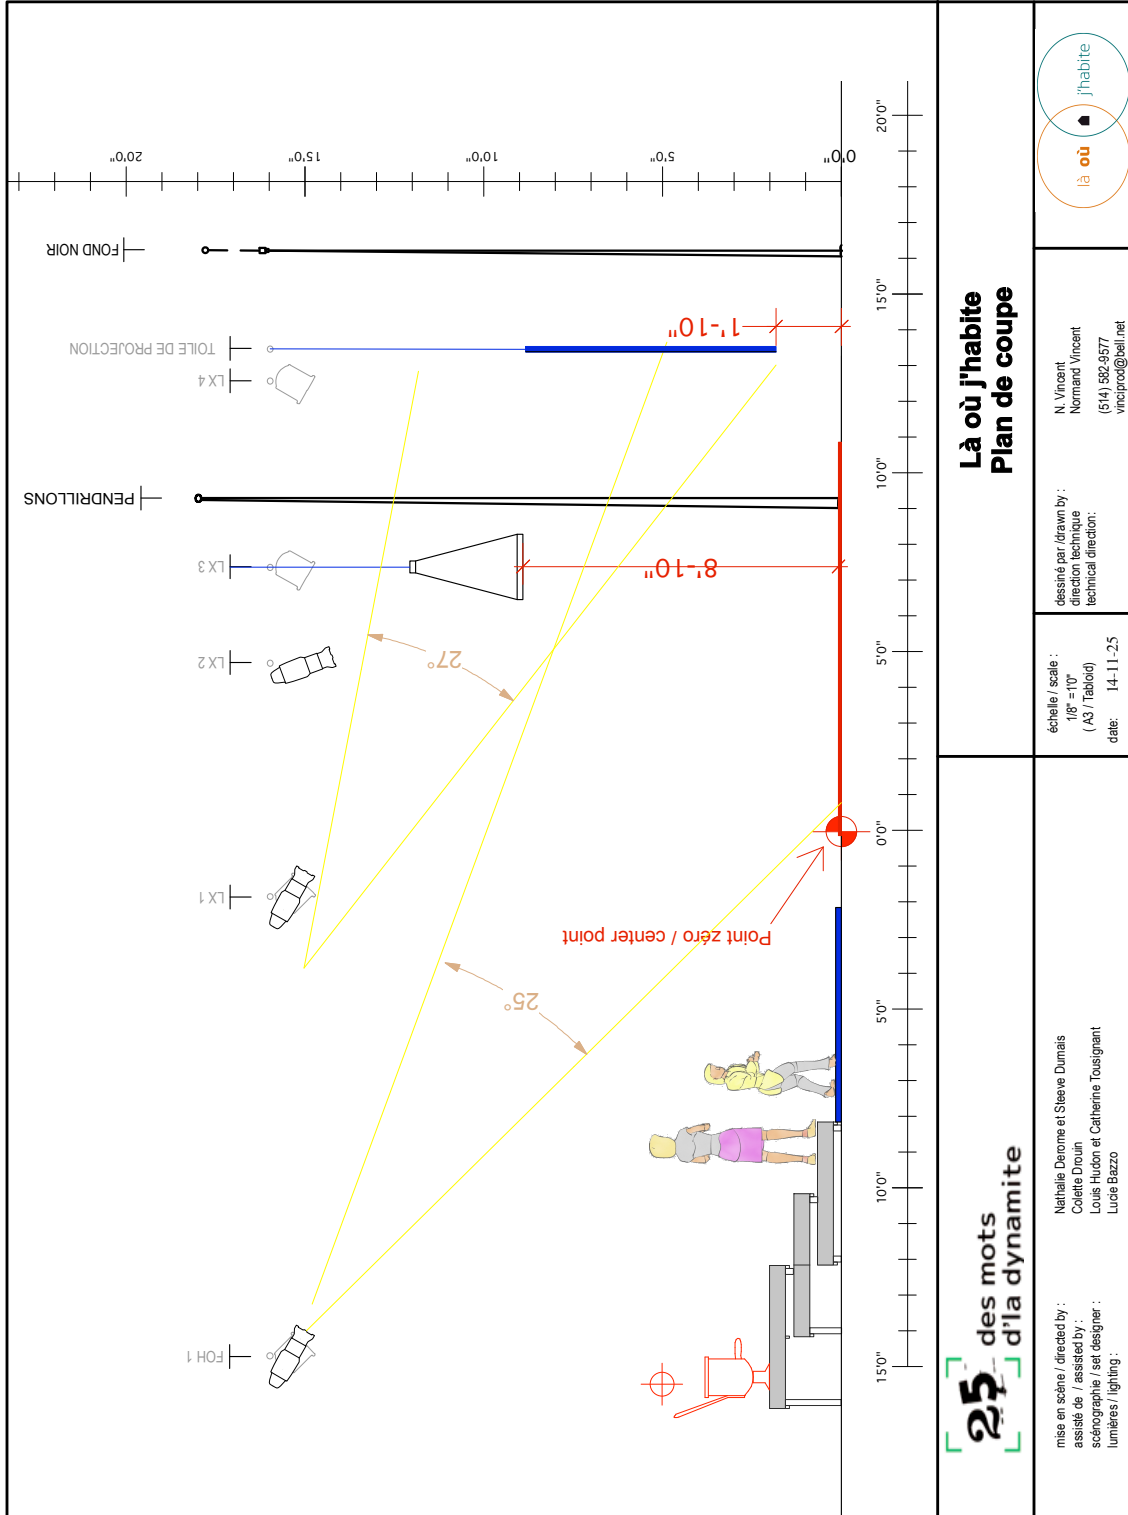 20'0"
15'0"
10'0"
5'0"
0'0"
FOND NOIR
TOILE DE PROJECTION
LX 4
PENDRILLONS
LX 3
LX 2
LX 1
FOH 1
1'-10"
8'-10"
27°
25°
Point zéro / center point
20'0"
15'0"
10'0"
5'0"
0'0"
5'0"
10'0"
15'0"
25 des mots
d'la dynamite
Là où j'habite
Plan de coupe
mise en scène / directed by :
Nathalie Derome et Steeve Dumais
assisté de / assisted by :
Colette Drouin
scénographie / set designer :
Louis Hudon et Catherine Tousignant
lumières / lighting :
Lucie Bazzo
échelle / scale :
1/8" =1'0"
( A3 / Tabloid)
date: 14-11-25
dessiné par /drawn by :
N. Vincent
direction technique
Normand Vincent
technical direction:
(514) 582-9577
vinciprod@bell.net
là où j'habite